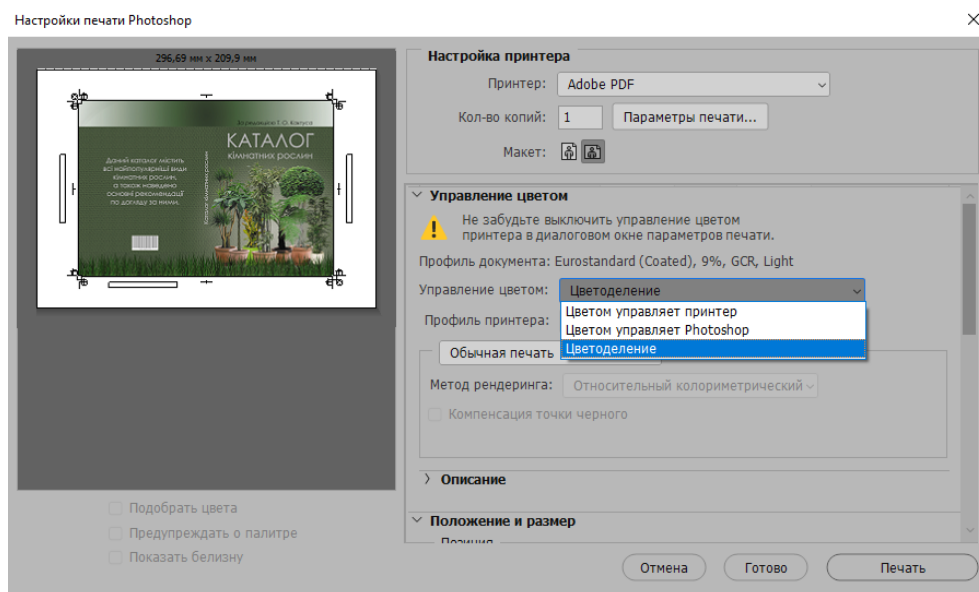 Настройки печати Photoshop
296,69 мм x 209,9 мм
КАТАЛОГ
кімнатних рослин
Даний каталог містить
всі найпопулярніші види
кімнатних рослин,
а також наведено
основні рекомендації
по догляду за ними.
Каталог кімнатних рослин
Настройка принтера
Принтер: Adobe PDF
Кол-во копий: 1 Параметры печати...
Макет:
Управление цветом
Не забудьте выключить управление цветом
принтера в диалоговом окне параметров печати.
Профиль документа: Eurostandard (Coated), 9%, GCR, Light
Управление цветом: Цветоделение
Цветом управляет принтер
Цветом управляет Photoshop
Цветоделение
Профиль принтера:
Обычная печать
Метод рендеринга: Относительный колориметрический
Компенсация точки черного
Описание
Положение и размер
Позиция
Подобрать цвета
Предупреждать о палитре
Показать белизну
Отмена Готово Печать